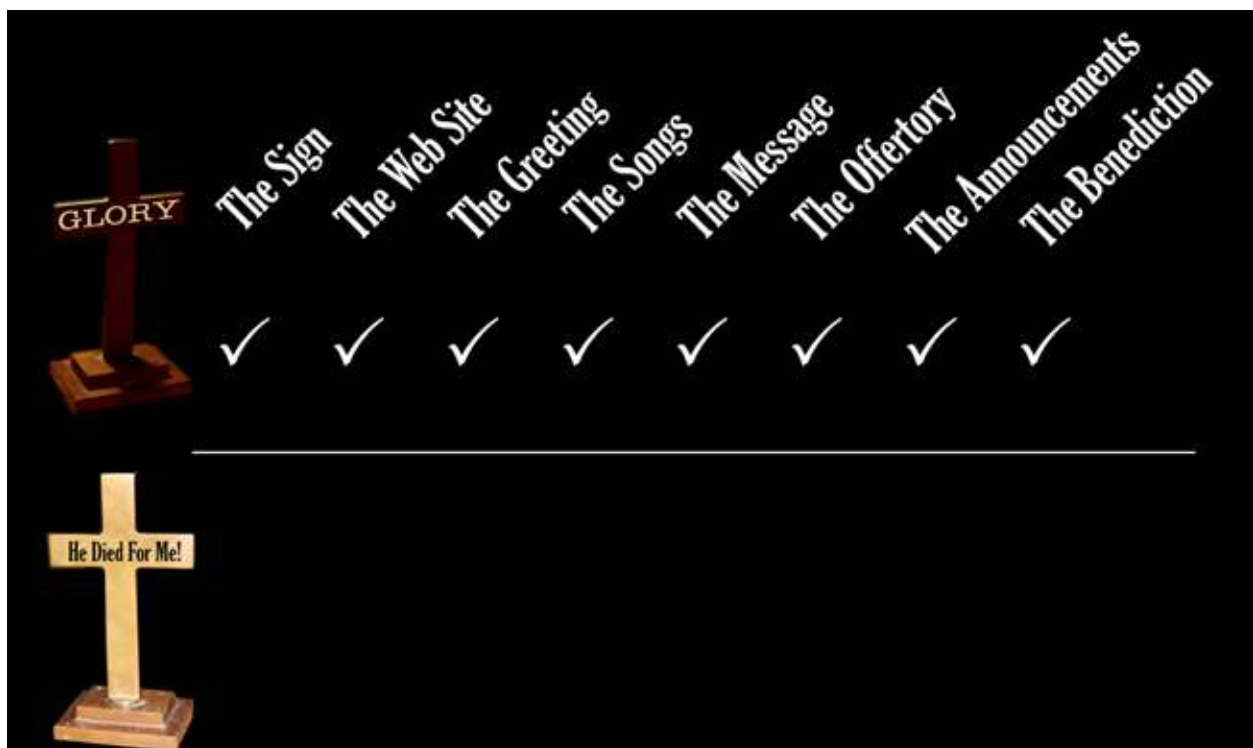 GLORY
The Sign
The Web Site
The Greeting
The Songs
The Message
The Offertory
The Announcements
The Benediction
He Died For Me!